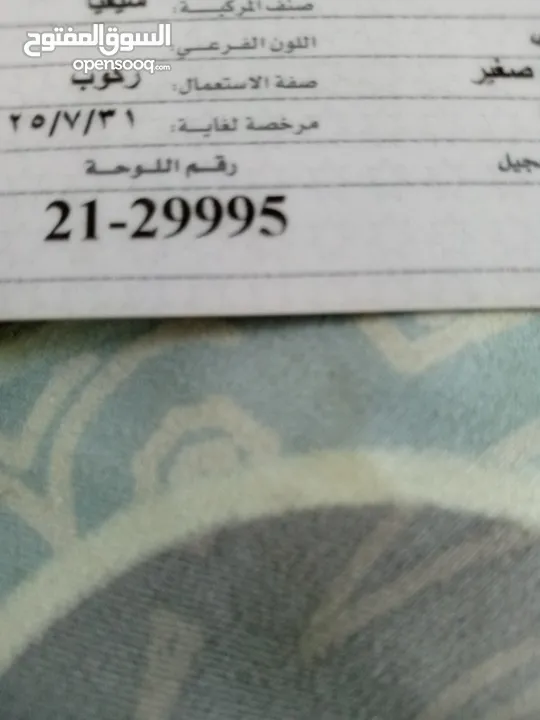 صنف المركبة:
السوق المفتوح
opensooq.com
اللون الفرعي:
صغير
صفة الاستعمال: ركوب
مرخصة لغاية: ٢٥/٧/٣١
رقم اللوحة
21-29995